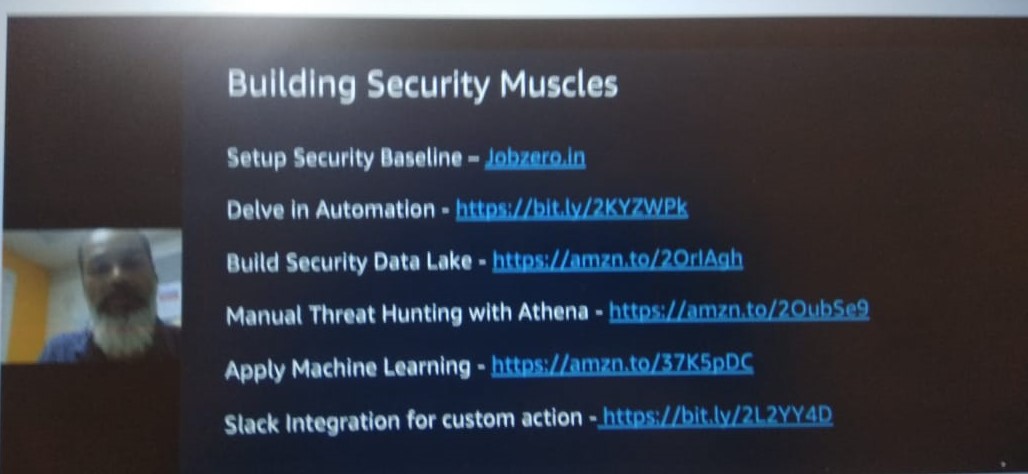 Building Security Muscles
Setup Security Baseline – Jobzero.in
Delve in Automation - https://bit.ly/2KYZWPk
Build Security Data Lake - https://amzn.to/2OrIAgh
Manual Threat Hunting with Athena - https://amzn.to/2OubSe9
Apply Machine Learning - https://amzn.to/37K5pDC
Slack Integration for custom action - https://bit.ly/2L2YY4D